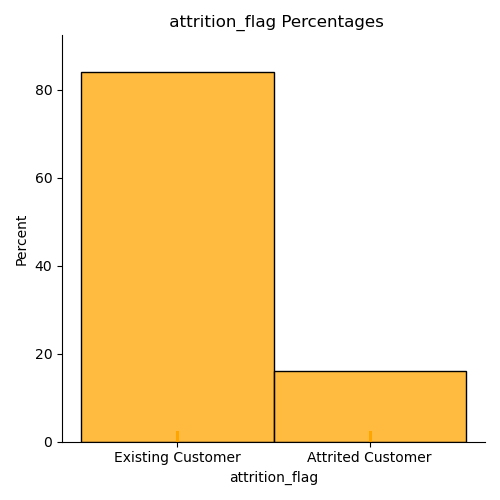 attrition_flag Percentages
80
60
40
20
0
Percent
Existing Customer
Attrited Customer
attrition_flag